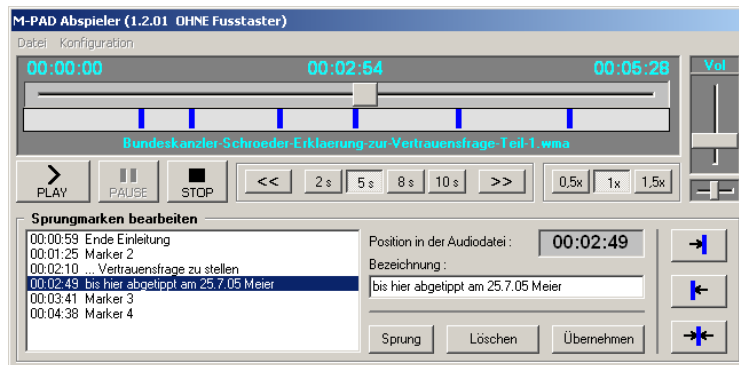 M-PAD Abspieler (1.2.01 OHNE Fusstaster)
Datei Konfiguration
00:00:00 00:02:54 00:05:28 Vol
Bundeskanzler-Schroeder-Erklaerung-zur-Vertrauensfrage-Teil-1.wma
PLAY PAUSE STOP << 2 s 5 s 8 s 10 s >> 0,5x 1x 1,5x
Sprungmarken bearbeiten
00:00:59 Ende Einleitung
00:01:25 Marker 2
00:02:10 ... Vertrauensfrage zu stellen
00:02:49 bis hier abgetippt am 25.7.05 Meier
00:03:41 Marker 3
00:04:38 Marker 4
Position in der Audiodatei : 00:02:49
Bezeichnung :
bis hier abgetippt am 25.7.05 Meier
Sprung Löschen Übernehmen